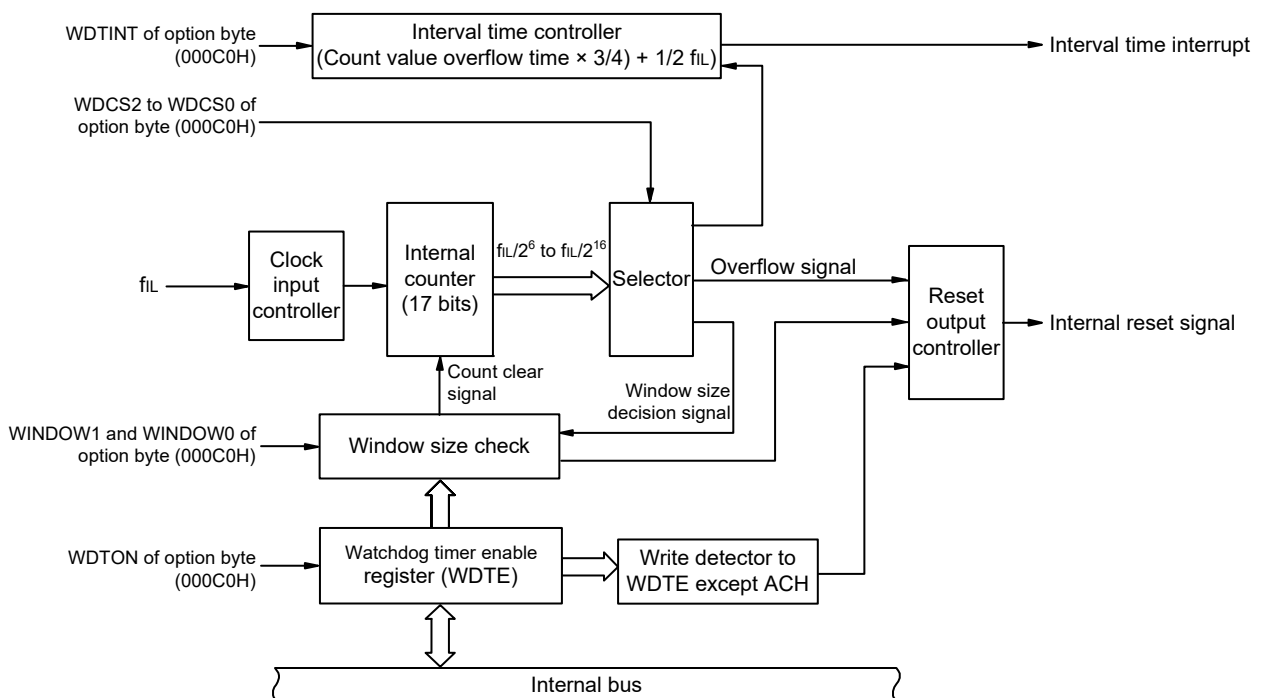 WDTINT of option byte
(000C0H)
Interval time controller
(Count value overflow time × 3/4) + 1/2 fIL)
Interval time interrupt
WDCS2 to WDCS0 of
option byte (000C0H)
fIL
Clock
input
controller
Internal
counter
(17 bits)
fIL/2⁶ to fIL/2¹⁶
Selector
Overflow signal
Reset
output
controller
Internal reset signal
Count clear
signal
Window size
decision signal
WINDOW1 and WINDOW0 of
option byte (000C0H)
Window size check
WDTON of option byte
(000C0H)
Watchdog timer enable
register (WDTE)
Write detector to
WDTE except ACH
Internal bus